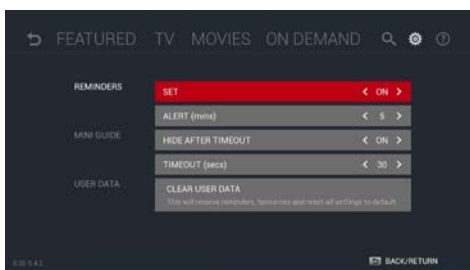 FEATURED TV MOVIES ON DEMAND
REMINDERS
SET < ON >
ALERT (mins) < 5 >
MINI GUIDE
HIDE AFTER TIMEOUT < ON >
TIMEOUT (secs) < 30 >
USER DATA
CLEAR USER DATA
This will remove reminders, favourites and reset all settings to default.
BACK/RETURN